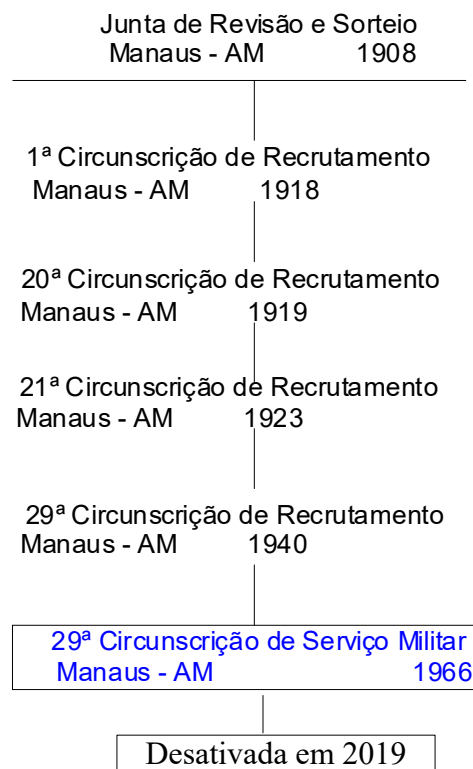 Junta de Revisão e Sorteio
Manaus - AM 1908
1ª Circunscrição de Recrutamento
Manaus - AM 1918
20ª Circunscrição de Recrutamento
Manaus - AM 1919
21ª Circunscrição de Recrutamento
Manaus - AM 1923
29ª Circunscrição de Recrutamento
Manaus - AM 1940
29ª Circunscrição de Serviço Militar
Manaus - AM 1966
Desativada em 2019